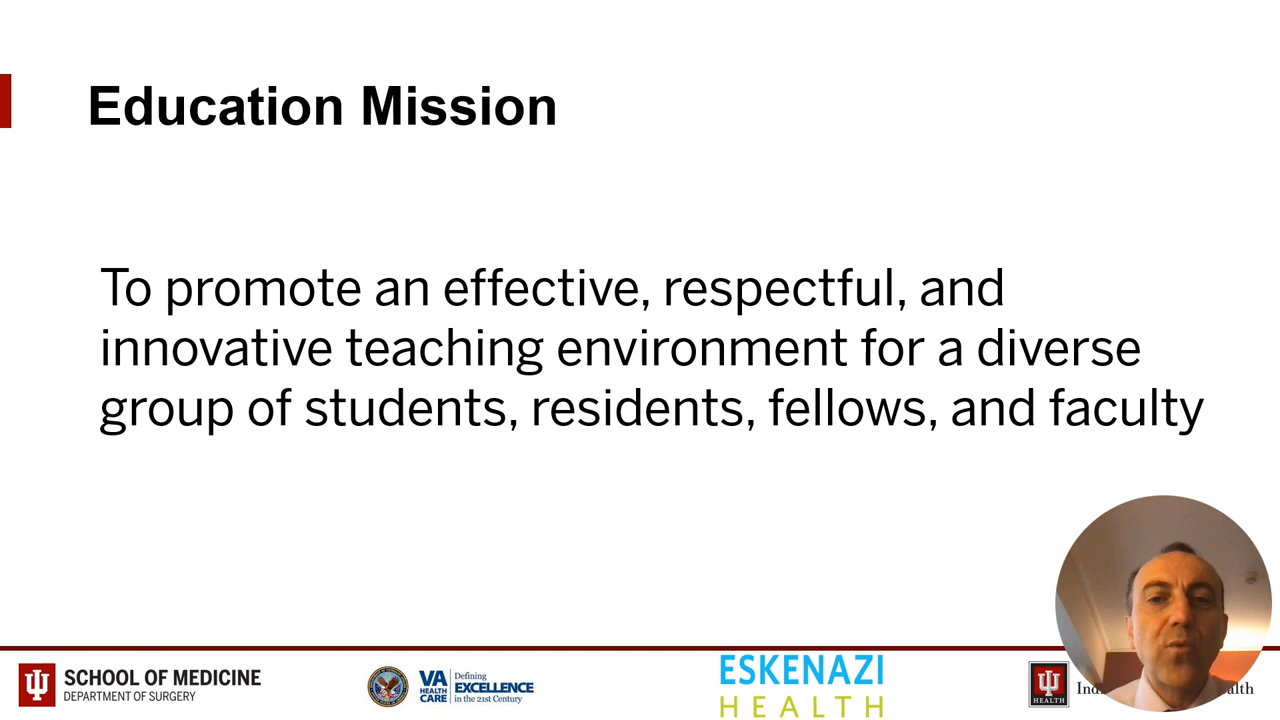 Education Mission
To promote an effective, respectful, and
innovative teaching environment for a diverse
group of students, residents, fellows, and faculty
SCHOOL OF MEDICINE
DEPARTMENT OF SURGERY
VA
HEALTH
CARE
Defining
EXCELLENCE
in the 21st Century
ESKENAZI
HEALTH
HEALTH